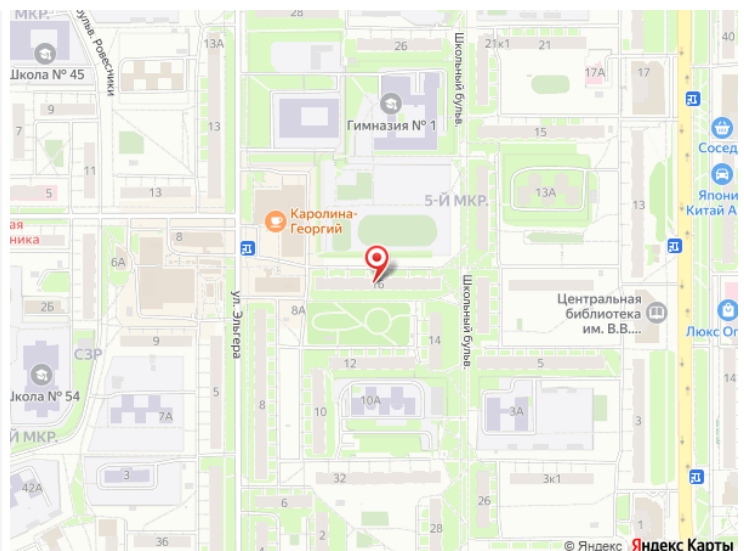 МКР.
Школа № 45
бульв. Ровесники
13А
26
Школьный бульв.
21к1
21
17А
17
40
7
11
12
Гимназия № 1
15
Сосед
5
13
13А
Япони
Китай А
5-Й МКР.
Каролина-
Георгий
ая
ника
8
6А
2Б
ул. Эльгера
16
8А
Школьный бульв.
Центральная
библиотека
им. В.В....
Люкс Оп
СЗР
9
14
12
5
Школа № 54
5
7А
8
10
10А
3А
14
3
Й МКР.
42А
3
32
3к1
6
26
28
36
28
1
© Яндекс Яндекс Карты